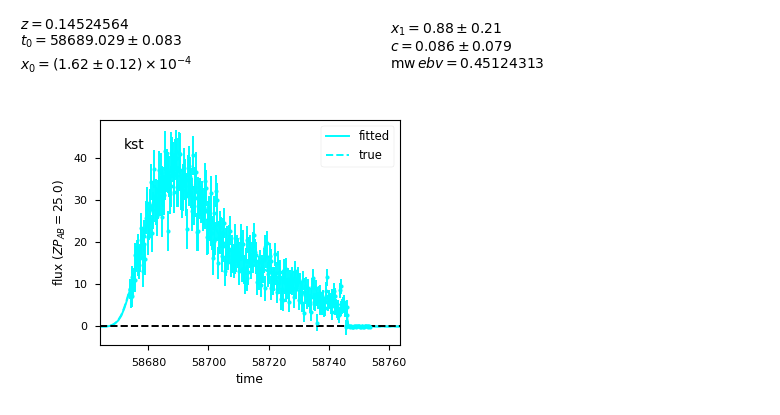 z = 0.14524564
t₀ = 58689.029 ± 0.083
x₀ = (1.62 ± 0.12) × 10⁻⁴
x₁ = 0.88 ± 0.21
c = 0.086 ± 0.079
mw ebv = 0.45124313
kst
fitted
true
flux (ZP_AB = 25.0)
40
30
20
10
0
58680 58700 58720 58740 58760
time